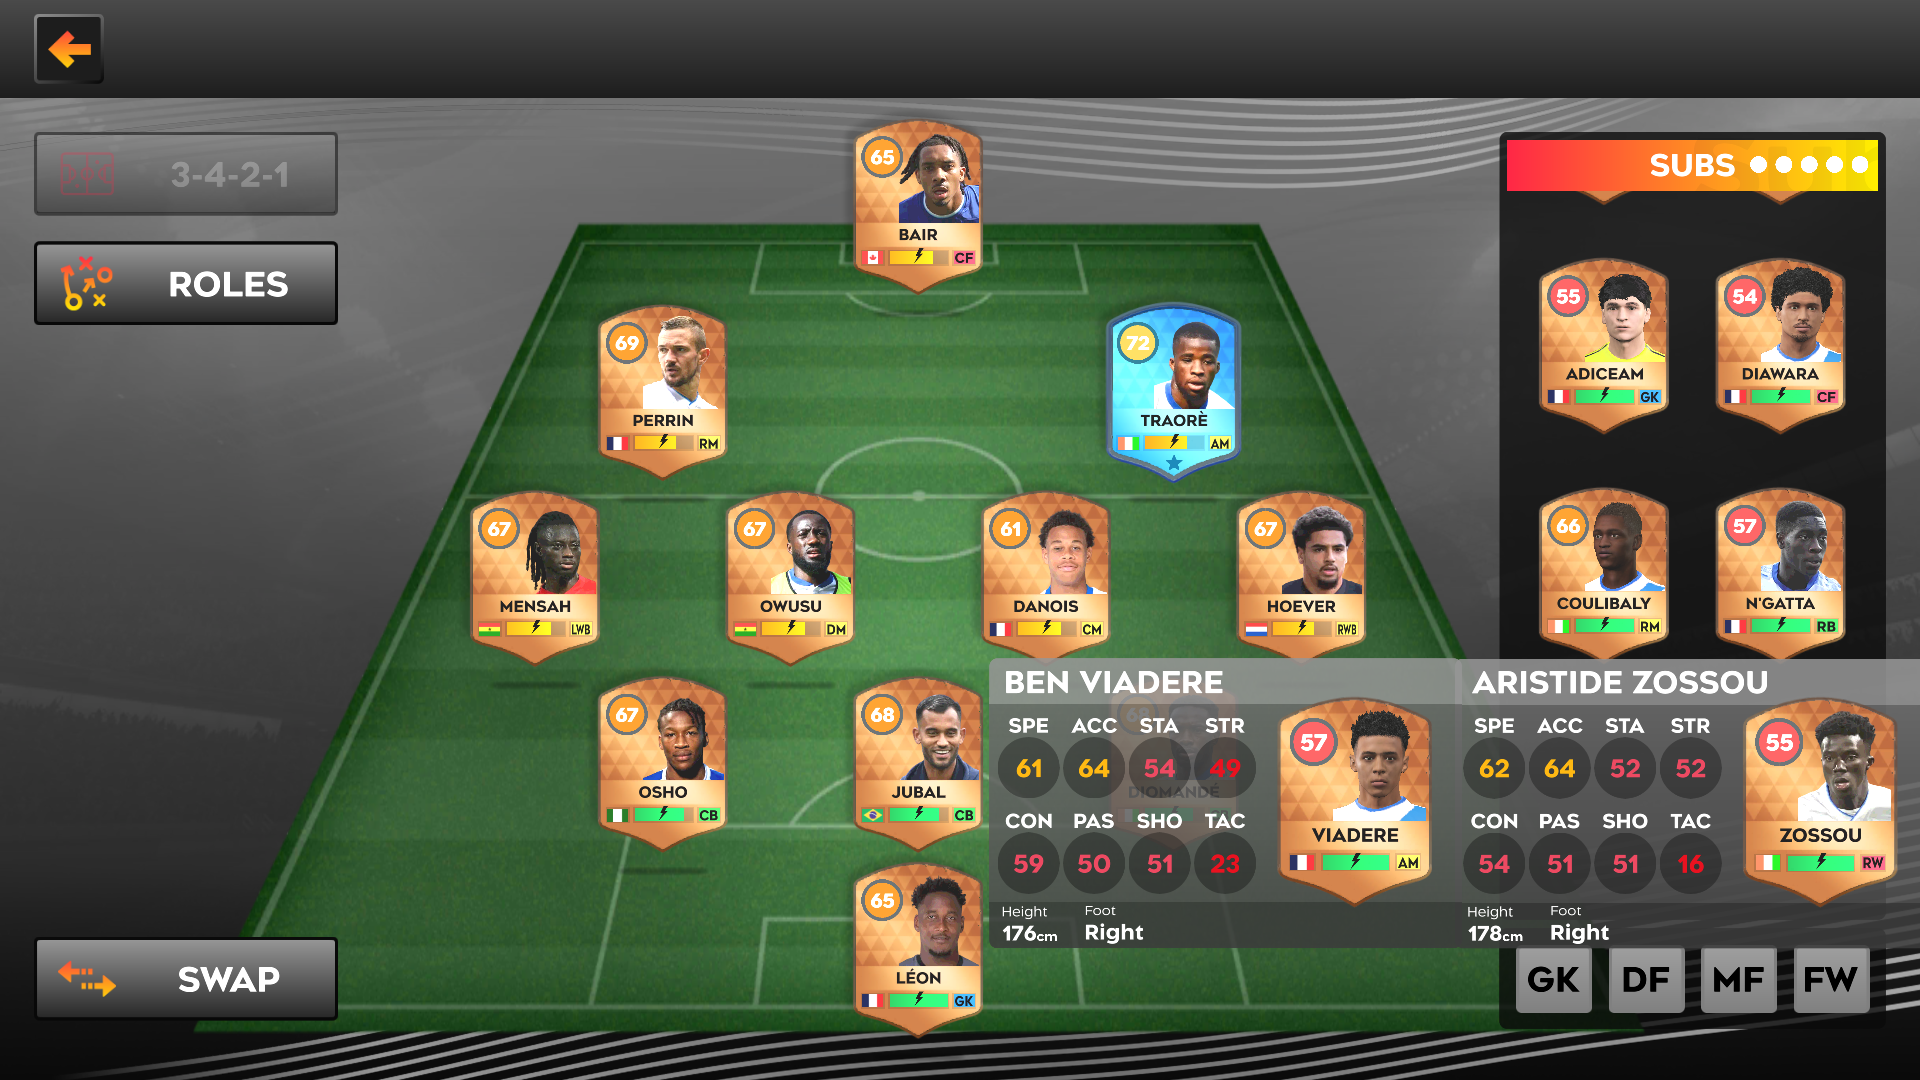 3-4-2-1
ROLES
SWAP
65
BAIR
CF
69
PERRIN
RM
72
TRAORÈ
AM
67
MENSAH
LWB
67
OWUSU
DM
61
DANOIS
CM
67
HOEVER
RWB
67
OSHO
CB
68
JUBAL
CB
68
DIOMANDE
65
LÉON
GK
SUBS
55
ADICEAM
GK
54
DIAWARA
CF
66
COULIBALY
RM
57
N'GATTA
RB
BEN VIADERE
SPE ACC STA STR
61 64 54 49
CON PAS SHO TAC
59 50 51 23
Height Foot
176cm Right
57
VIADERE
AM
ARISTIDE ZOSSOU
SPE ACC STA STR
62 64 52 52
CON PAS SHO TAC
54 51 51 16
Height Foot
178cm Right
55
ZOSSOU
RW
GK DF MF FW